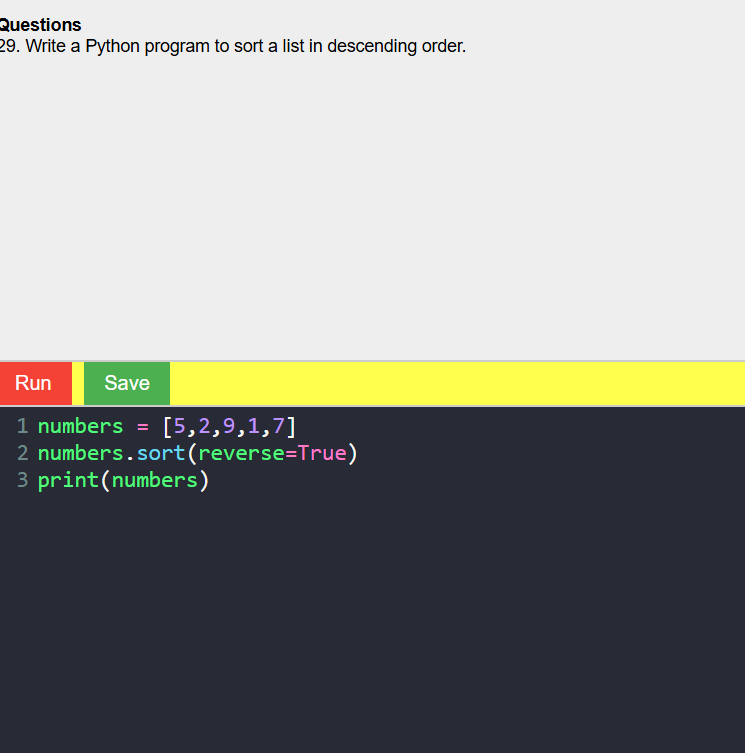 Questions
29. Write a Python program to sort a list in descending order.
Run Save
1 numbers = [5,2,9,1,7]
2 numbers.sort(reverse=True)
3 print(numbers)